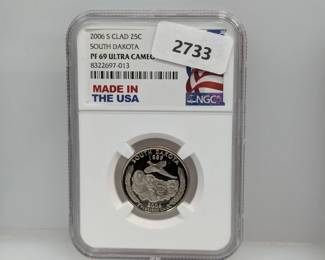 2006 S CLAD 25C
SOUTH DAKOTA
PF 69 ULTRA CAMEO
8322697-013
2733
MADE IN
THE USA
NGC
SOUTH DAKOTA
1889